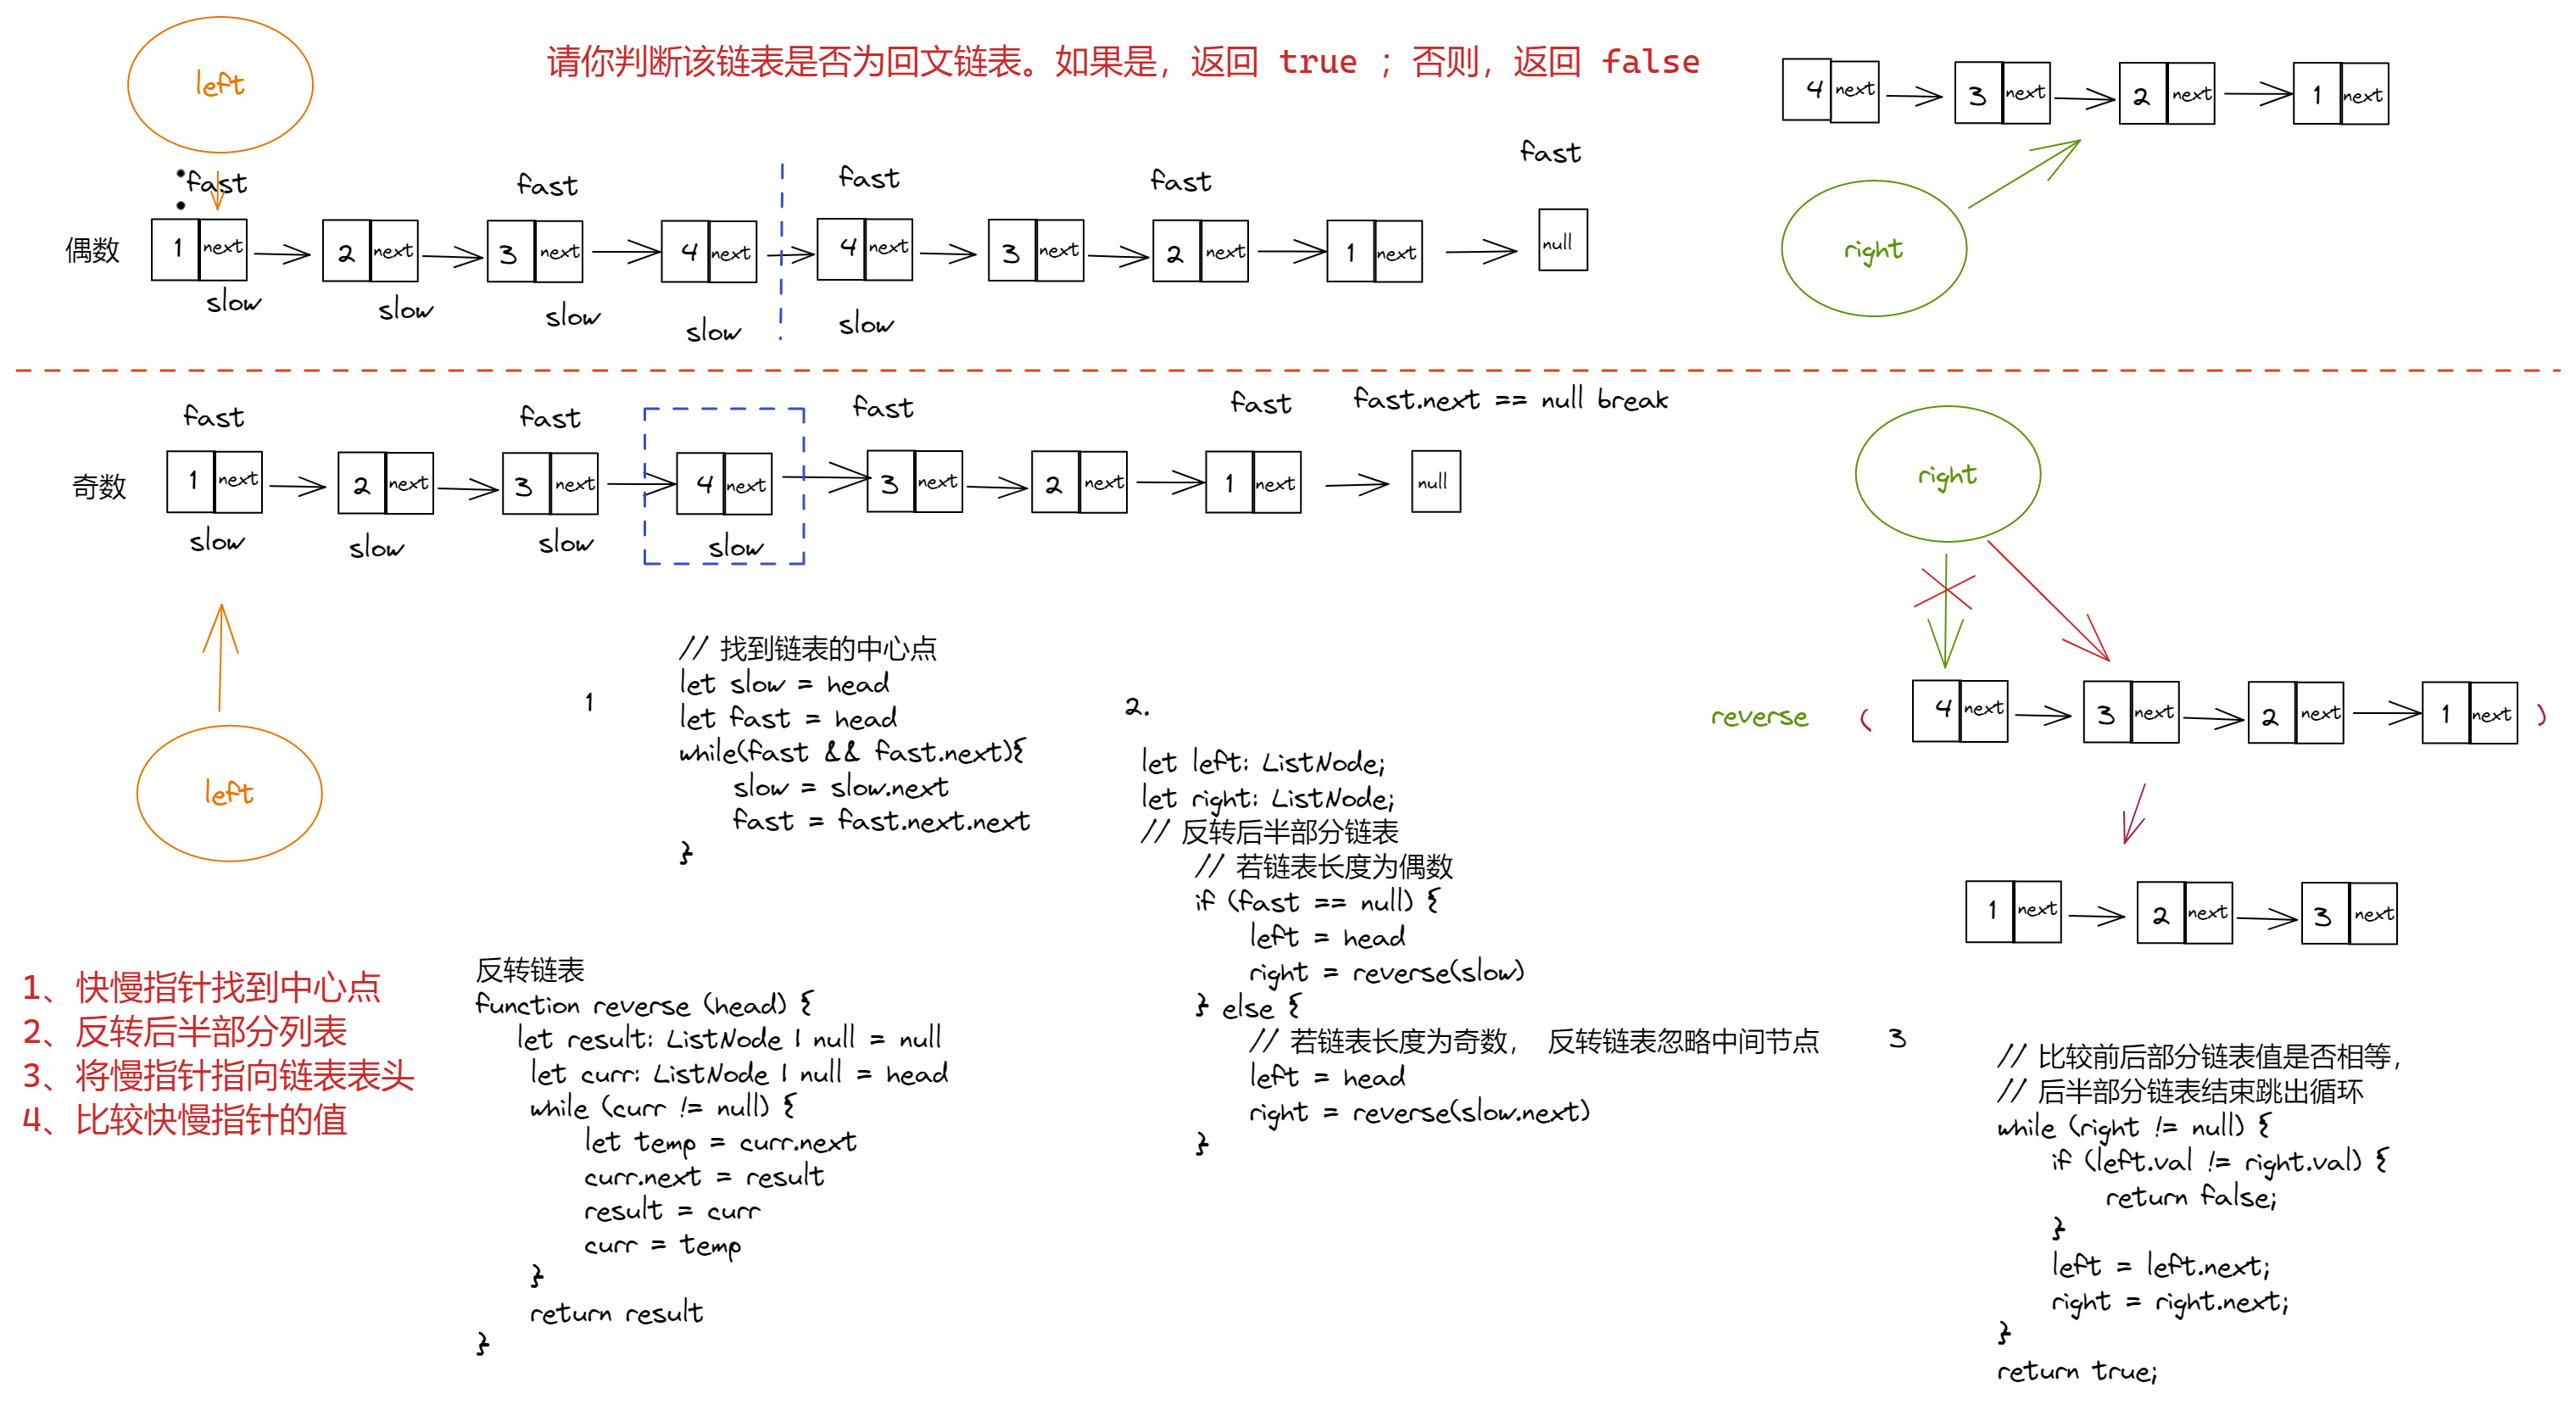 请你判断该链表是否为回文链表。如果是，返回 true ；否则，返回 false
left
4 next 3 next 2 next 1 next
right
fast fast fast fast fast
偶数 1 next 2 next 3 next 4 next 4 next 3 next 2 next 1 next null
slow slow slow slow slow
fast fast fast fast fast.next == null break
奇数 1 next 2 next 3 next 4 next 3 next 2 next 1 next null
slow slow slow slow
right
left
reverse ( 4 next 3 next 2 next 1 next )
1 next 2 next 3 next
1
// 找到链表的中心点
let slow = head
let fast = head
while(fast && fast.next){
slow = slow.next
fast = fast.next.next
}
2.
let left: ListNode;
let right: ListNode;
// 反转后半部分链表
// 若链表长度为偶数
if (fast == null) {
left = head
right = reverse(slow)
} else {
// 若链表长度为奇数， 反转链表忽略中间节点
left = head
right = reverse(slow.next)
}
1、快慢指针找到中心点
2、反转后半部分列表
3、将慢指针指向链表表头
4、比较快慢指针的值
反转链表
function reverse (head) {
let result: ListNode | null = null
let curr: ListNode | null = head
while (curr != null) {
let temp = curr.next
curr.next = result
result = curr
curr = temp
}
return result
}
3
// 比较前后部分链表值是否相等，
// 后半部分链表结束跳出循环
while (right != null) {
if (left.val != right.val) {
return false;
}
left = left.next;
right = right.next;
}
return true;